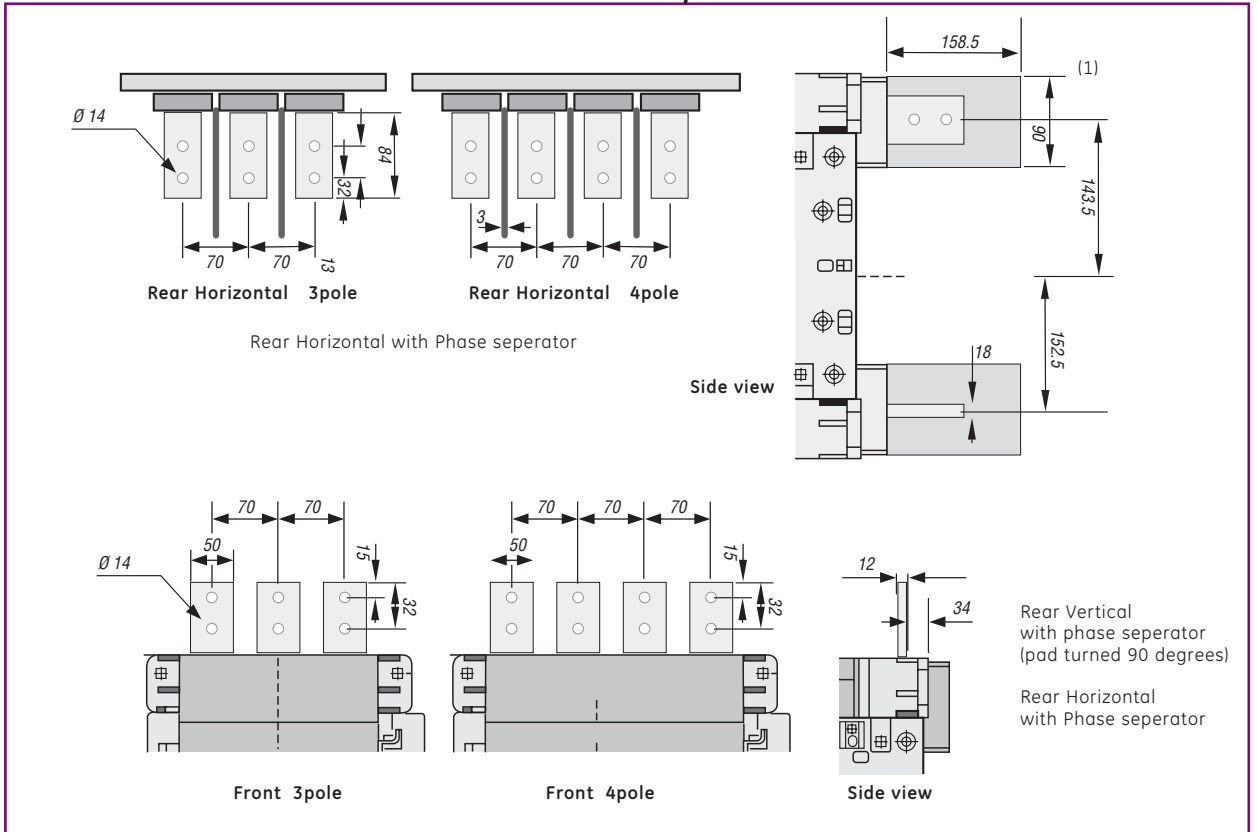 158.5
(1)
Ø 14
84
32
90
143.5
3
70 70 13
70 70 70
Rear Horizontal 3pole
Rear Horizontal 4pole
Rear Horizontal with Phase seperator
152.5
18
Side view
70 70
70 70 70
50
15
50
15
12
Ø 14
32
32
34
Rear Vertical
with phase seperator
(pad turned 90 degrees)
Rear Horizontal
with Phase seperator
Front 3pole
Front 4pole
Side view